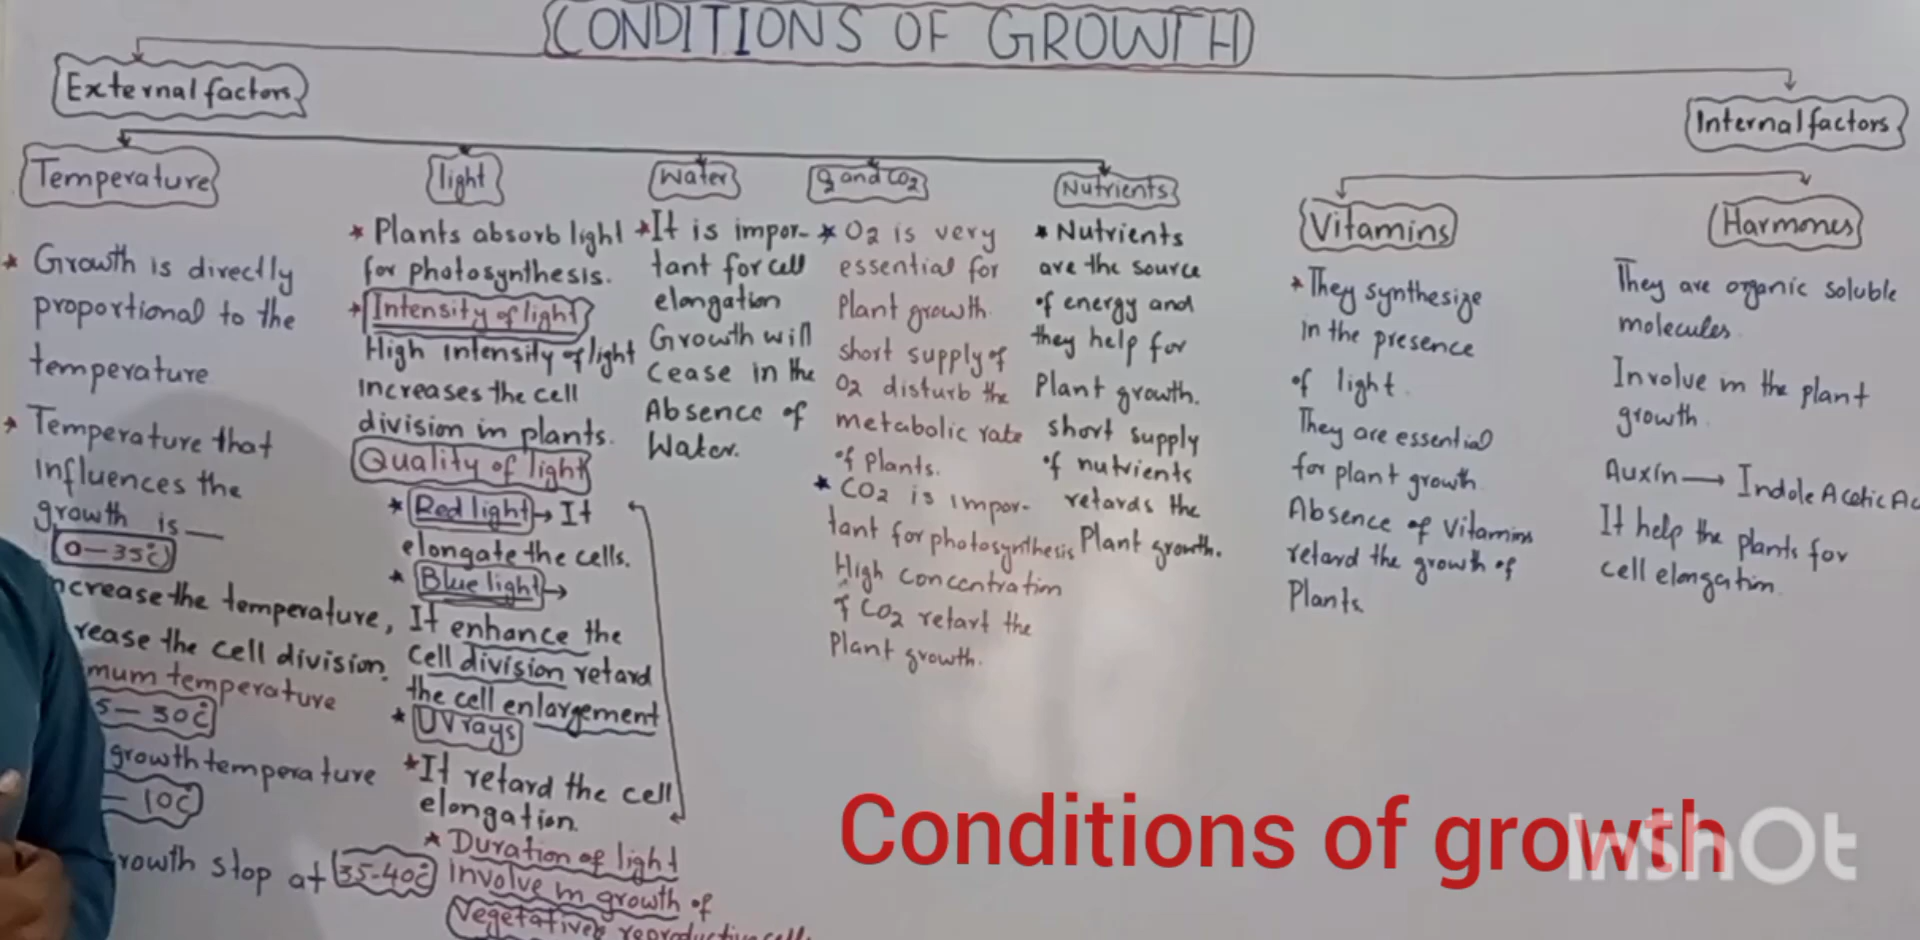 CONDITIONS OF GROWTH
External factors
Internal factors
Temperature
* Growth is directly
proportional to the
temperature
* Temperature that
influences the
growth is —
0 — 35°C
ncrease the temperature,
rease the cell division.
mum temperature
5 — 30°C
growth temperature
— 10°C
rowth stop at 35-40°C
light
* Plants absorb light
for photosynthesis.
* Intensity of light
High intensity of light
increases the cell
division in plants.
Quality of light
* Red light → It
elongate the cells.
* Blue light →
It enhance the
cell division retard
the cell enlargement
* UV rays
* It retard the cell
elongation.
* Duration of light
Involve in growth of
Vegetative reproductive cell
Water
* It is impor-
tant for cell
elongation
Growth will
cease in the
Absence of
Water.
and CO2
* O2 is very
essential for
Plant growth
short supply of
O2 disturb the
metabolic rate
of plants.
* CO2 is impor-
tant for photosynthesis
High concentration
of CO2 retart the
Plant growth.
Nutrients
* Nutrients
are the source
of energy and
they help for
Plant growth.
short supply
of nutrients
retards the
Plant growth.
Vitamins
* They synthesize
in the presence
of light.
They are essential
for plant growth
Absence of Vitamins
retard the growth of
Plants
Harmones
They are organic soluble
molecules.
Involve in the plant
growth.
Auxin → Indole Acetic Ac
It help the plants for
cell elongation.
Conditions of growth
InShOt